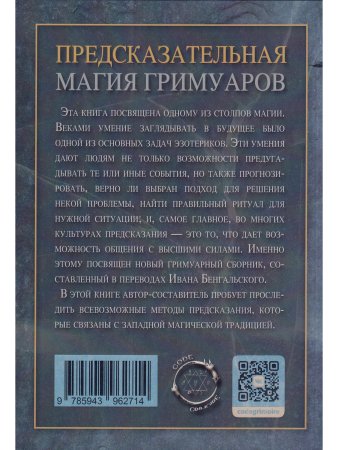 ПРЕДСКАЗАТЕЛЬНАЯ
МАГИЯ ГРИМУАРОВ
Эта книга посвящена одному из столпов магии.
Веками умение заглядывать в будущее было
одной из основных задач эзотериков. Эти умения
дают людям не только возможности предуга-
дывать те или иные события, но также прогнози-
ровать, верно ли выбран подход для решения
некой проблемы, найти правильный ритуал для
нужной ситуации; и, самое главное, во многих
культурах предсказания — это то, что дает воз-
можность общения с высшими силами. Именно
этому посвящен новый гримуарный сборник, со-
ставленный в переводах Ивана Бенгальского.
В этой книге автор-составитель пробует просле-
дить всевозможные методы предсказания, кото-
рые связаны с западной магической традицией.
CODE
9 785943 962714
codegrimoire